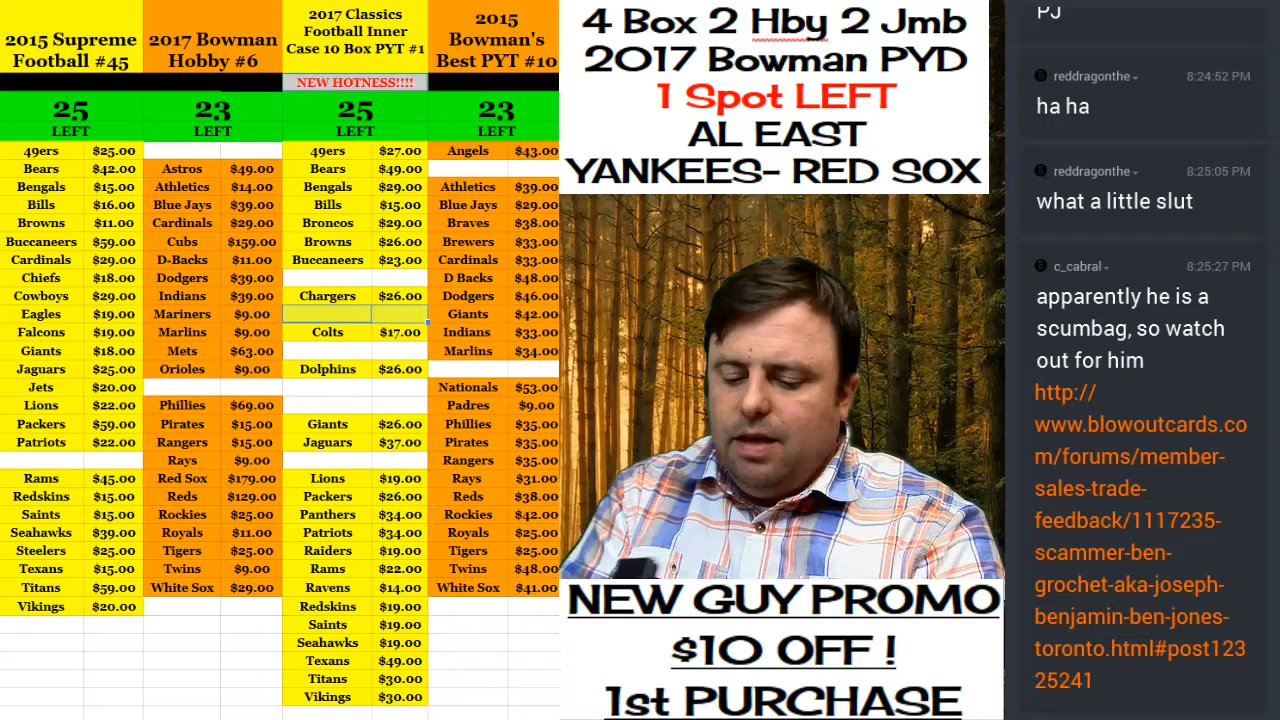 2015 Supreme
Football #45
25
LEFT
49ers $25.00
Bears $42.00
Bengals $15.00
Bills $16.00
Browns $11.00
Buccaneers $59.00
Cardinals $29.00
Chiefs $18.00
Cowboys $29.00
Eagles $19.00
Falcons $19.00
Giants $18.00
Jaguars $25.00
Jets $20.00
Lions $22.00
Packers $59.00
Patriots $22.00
Rams $45.00
Redskins $15.00
Saints $15.00
Seahawks $39.00
Steelers $25.00
Texans $15.00
Titans $59.00
Vikings $20.00
2017 Bowman
Hobby #6
23
LEFT
Astros $49.00
Athletics $14.00
Blue Jays $39.00
Cardinals $29.00
Cubs $159.00
D-Backs $11.00
Dodgers $39.00
Indians $39.00
Mariners $9.00
Marlins $9.00
Mets $63.00
Orioles $9.00
Phillies $69.00
Pirates $15.00
Rangers $15.00
Rays $9.00
Red Sox $179.00
Reds $129.00
Rockies $25.00
Royals $11.00
Tigers $25.00
Twins $9.00
White Sox $29.00
2017 Classics
Football Inner
Case 10 Box PYT #1
NEW HOTNESS!!!!
25
LEFT
49ers $27.00
Bears $49.00
Bengals $29.00
Bills $15.00
Broncos $29.00
Browns $26.00
Buccaneers $23.00
Chargers $26.00
Colts $17.00
Dolphins $26.00
Giants $26.00
Jaguars $37.00
Lions $19.00
Packers $26.00
Panthers $34.00
Patriots $34.00
Raiders $19.00
Rams $22.00
Ravens $14.00
Redskins $19.00
Saints $19.00
Seahawks $19.00
Texans $49.00
Titans $30.00
Vikings $30.00
2015
Bowman's
Best PYT #10
23
LEFT
Angels $43.00
Athletics $39.00
Blue Jays $29.00
Braves $38.00
Brewers $33.00
Cardinals $33.00
D Backs $48.00
Dodgers $46.00
Giants $42.00
Indians $33.00
Marlins $34.00
Nationals $53.00
Padres $9.00
Phillies $35.00
Pirates $35.00
Rangers $35.00
Rays $31.00
Reds $38.00
Rockies $42.00
Royals $25.00
Tigers $25.00
Twins $48.00
White Sox $41.00
4 Box 2 Hby 2 Jmb
2017 Bowman PYD
1 Spot LEFT
AL EAST
YANKEES- RED SOX
NEW GUY PROMO
$10 OFF !
1st PURCHASE
PJ
reddragonthe 8:24:52 PM
ha ha
reddragonthe 8:25:05 PM
what a little slut
c_cabral 8:25:27 PM
apparently he is a
scumbag, so watch
out for him
http://
www.blowoutcards.co
m/forums/member-
sales-trade-
feedback/1117235-
scammer-ben-
grochet-aka-joseph-
benjamin-ben-jones-
toronto.html#post123
25241